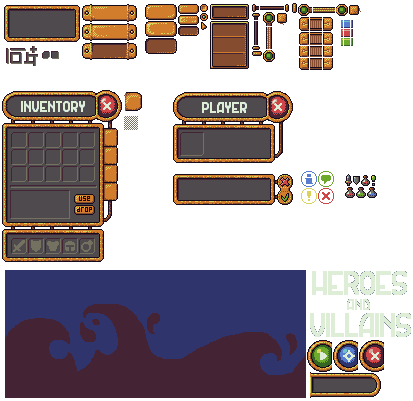 INVENTORY
PLAYER
use
drop
HEROES
AND
VILLAINS